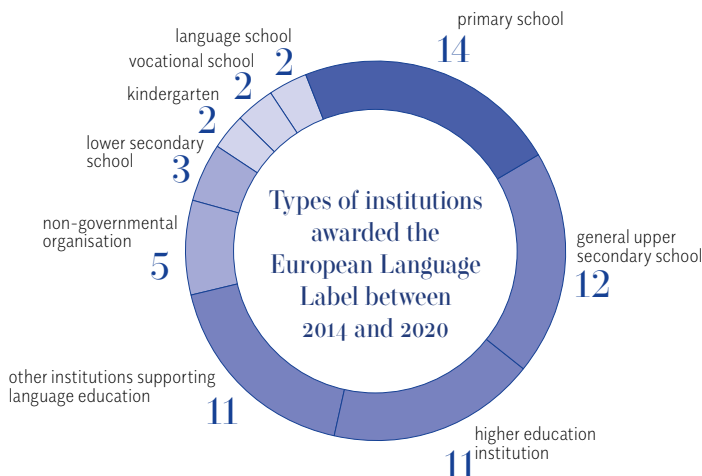 primary school
14
general upper
secondary school
12
higher education
institution
11
other institutions supporting
language education
11
non-governmental
organisation
5
lower secondary
school
3
kindergarten
2
vocational school
2
language school
2
Types of institutions
awarded the
European Language
Label between
2014 and 2020